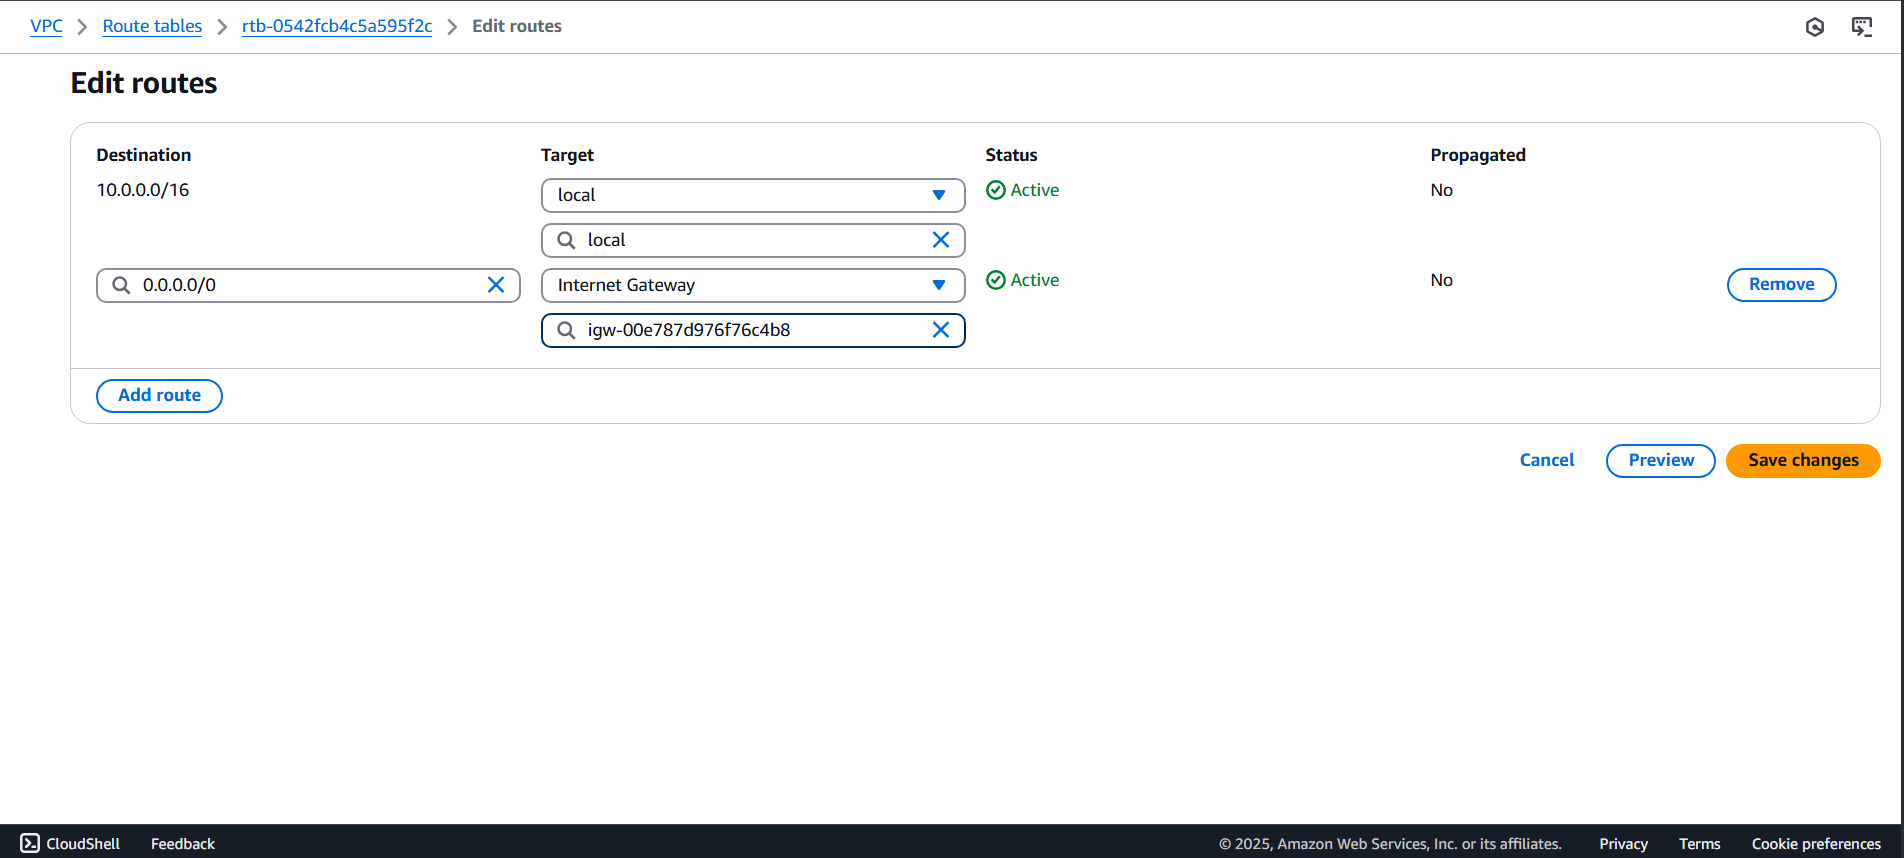 VPC > Route tables > rtb-0542fcb4c5a595f2c > Edit routes
Edit routes
Destination Target Status Propagated
10.0.0.0/16 local Active No
local
0.0.0.0/0 Internet Gateway Active No Remove
igw-00e787d976f76c4b8
Add route
Cancel Preview Save changes
CloudShell Feedback © 2025, Amazon Web Services, Inc. or its affiliates. Privacy Terms Cookie preferences